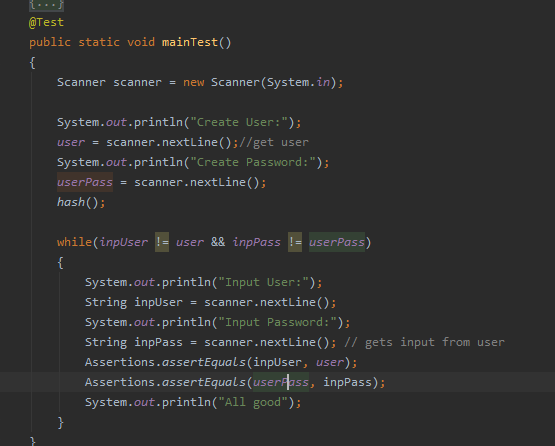 {...}
@Test
public static void mainTest()
{
Scanner scanner = new Scanner(System.in);
System.out.println("Create User:");
user = scanner.nextLine();//get user
System.out.println("Create Password:");
userPass = scanner.nextLine();
hash();
while(inpUser != user && inpPass != userPass)
{
System.out.println("Input User:");
String inpUser = scanner.nextLine();
System.out.println("Input Password:");
String inpPass = scanner.nextLine(); // gets input from user
Assertions.assertEquals(inpUser, user);
Assertions.assertEquals(userPass, inpPass);
System.out.println("All good");
}
}